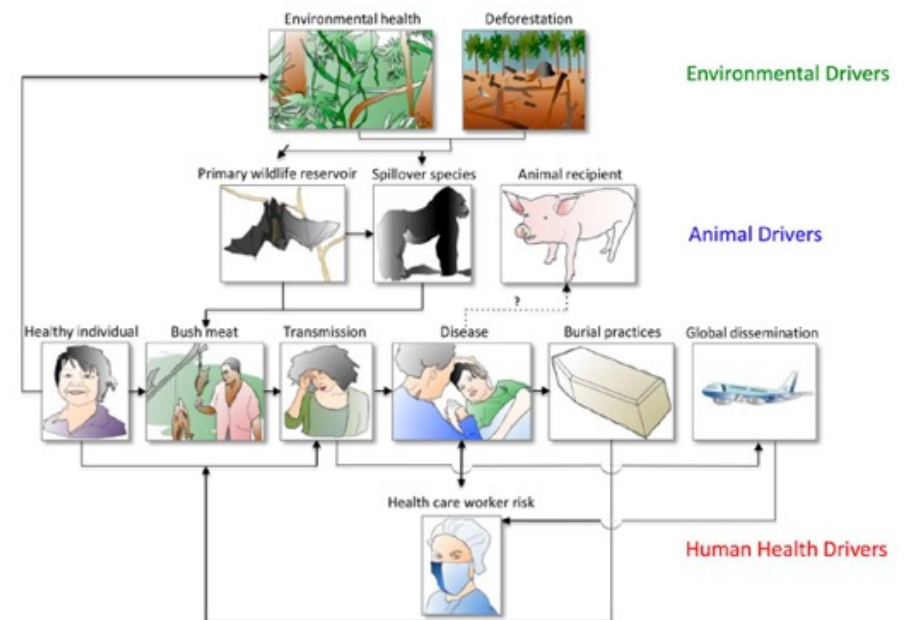 Environmental health
Deforestation
Environmental Drivers
Primary wildlife reservoir
Spillover species
Animal recipient
Animal Drivers
?
Healthy individual
Bush meat
Transmission
Disease
Burial practices
Global dissemination
Health care worker risk
Human Health Drivers